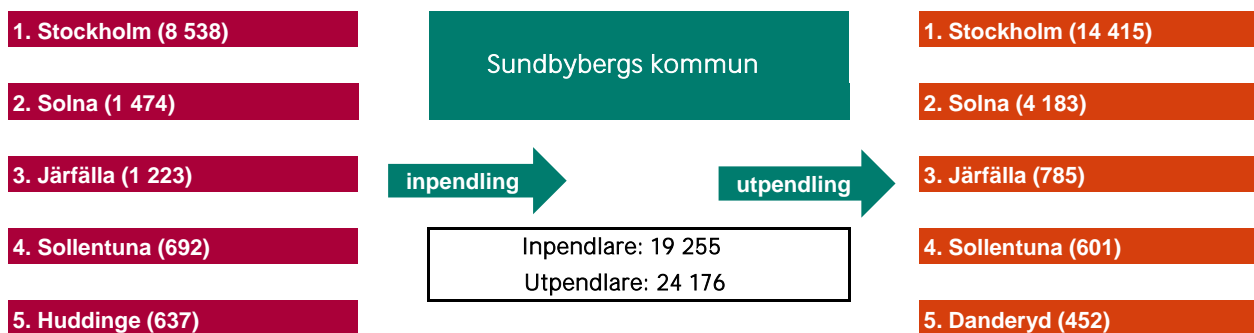 1. Stockholm (8 538)
2. Solna (1 474)
3. Järfälla (1 223)
4. Sollentuna (692)
5. Huddinge (637)
Sundbybergs kommun
inpendling
utpendling
Inpendlare: 19 255
Utpendlare: 24 176
1. Stockholm (14 415)
2. Solna (4 183)
3. Järfälla (785)
4. Sollentuna (601)
5. Danderyd (452)